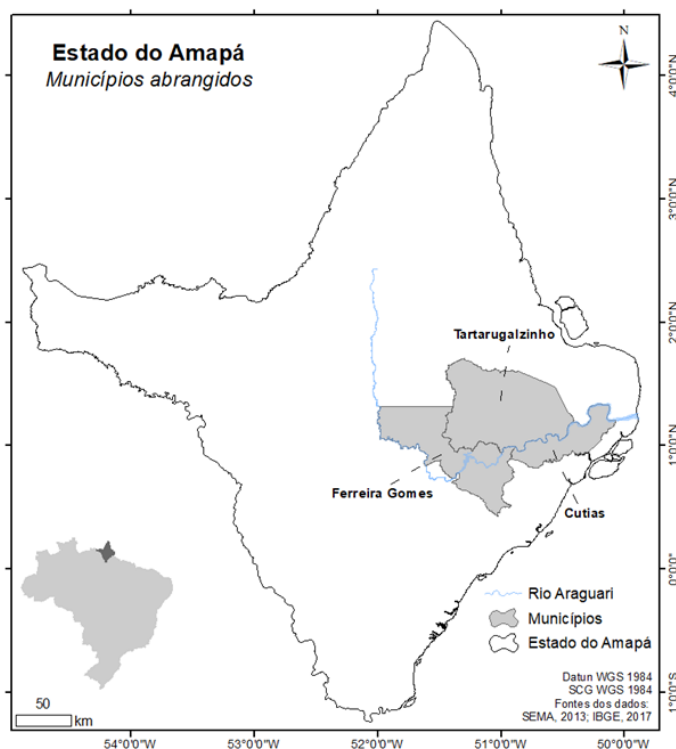 Estado do Amapá
Municípios abrangidos
N
4°0'0"N
3°0'0"N
2°0'0"N
Tartarugalzinho
1°0'0"N
Ferreira Gomes
Cutias
0°0'0"
Rio Araguari
Municípios
Estado do Amapá
Datun WGS 1984
SCG WGS 1984
Fontes dos dados:
SEMA, 2013; IBGE, 2017
1°0'0"S
50
km
54°0'0"W 53°0'0"W 52°0'0"W 51°0'0"W 50°0'0"W